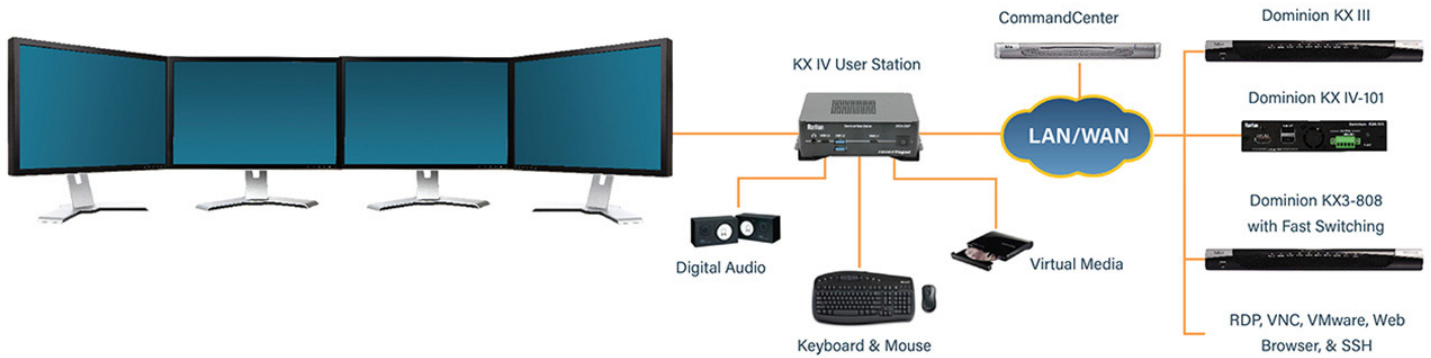 CommandCenter
Dominion KX III
KX IV User Station
Dominion KX IV-101
LAN/WAN
Dominion KX3-808
with Fast Switching
Digital Audio
Virtual Media
Keyboard & Mouse
RDP, VNC, VMware, Web
Browser, & SSH